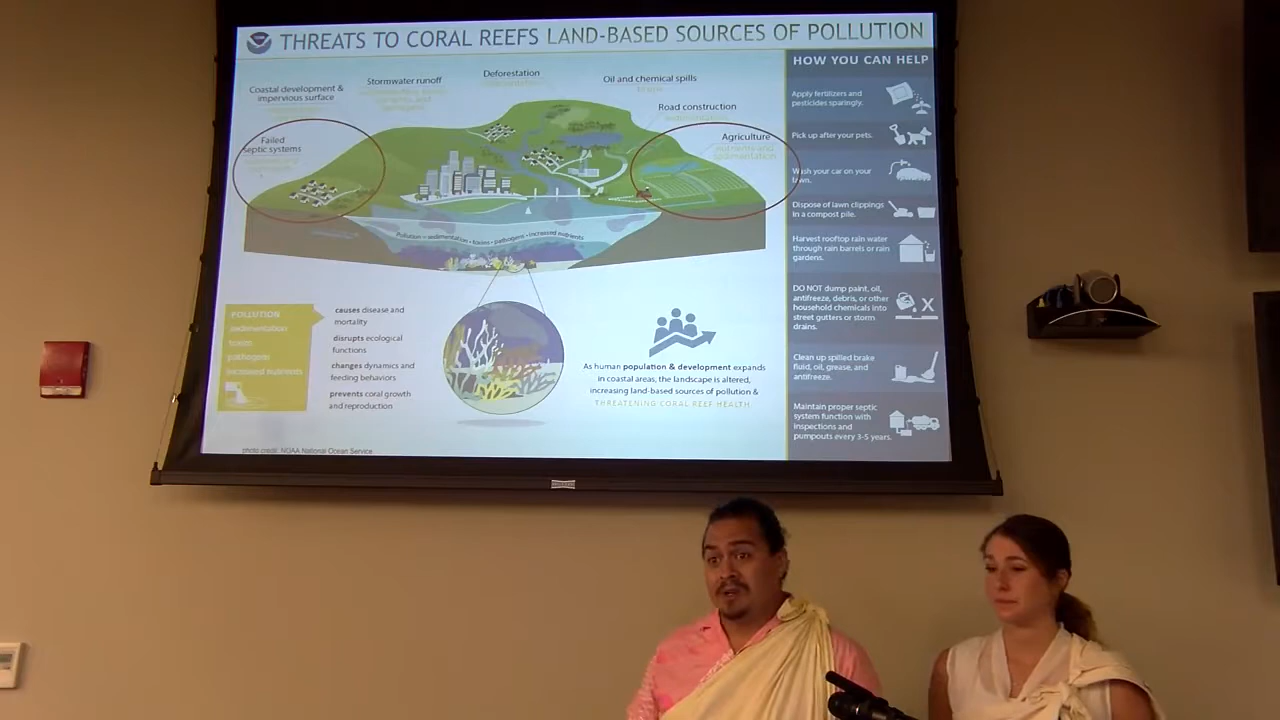 THREATS TO CORAL REEFS LAND-BASED SOURCES OF POLLUTION
Coastal development &
impervious surface
Stormwater runoff
Deforestation
Oil and chemical spills
Road construction
Failed
septic systems
Agriculture
nutrients and
sedimentation
Pollution – sedimentation • toxins • pathogens • increased nutrients
POLLUTION
sedimentation
toxins
pathogens
increased nutrients
causes disease and
mortality
disrupts ecological
functions
changes dynamics and
feeding behaviors
prevents coral growth
and reproduction
As human population & development expands
in coastal areas, the landscape is altered,
increasing land-based sources of pollution &
THREATENING CORAL REEF HEALTH.
photo credit: NOAA National Ocean Service
HOW YOU CAN HELP
Apply fertilizers and
pesticides sparingly.
Pick up after your pets.
Wash your car on your
lawn.
Dispose of lawn clippings
in a compost pile.
Harvest rooftop rain water
through rain barrels or rain
gardens.
DO NOT dump paint, oil,
antifreeze, debris, or other
household chemicals into
street gutters or storm
drains.
Clean up spilled brake
fluid, oil, grease, and
antifreeze.
Maintain proper septic
system function with
inspections and
pumpouts every 3-5 years.